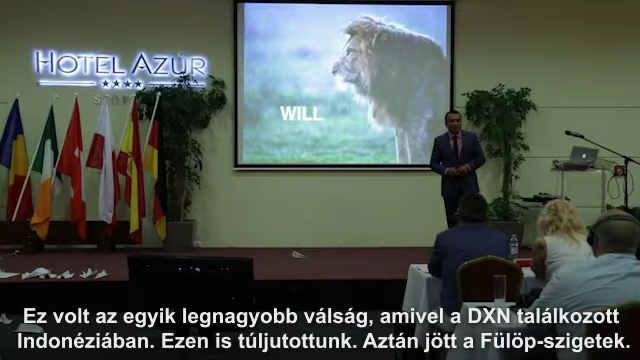 HOTEL AZÚR
★★★★
WILL
Ez volt az egyik legnagyobb válság, amivel a DXN találkozott
Indonéziában. Ezen is túljutottunk. Aztán jött a Fülöp-szigetek.